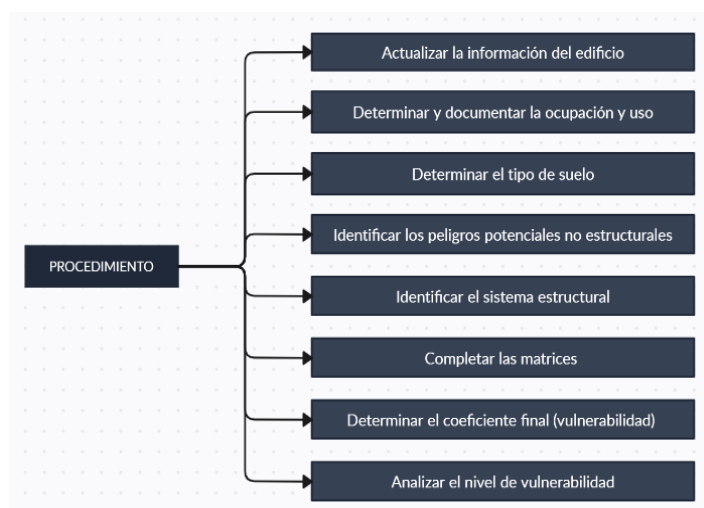 Actualizar la información del edificio
Determinar y documentar la ocupación y uso
Determinar el tipo de suelo
Identificar los peligros potenciales no estructurales
PROCEDIMIENTO
Identificar el sistema estructural
Completar las matrices
Determinar el coeficiente final (vulnerabilidad)
Analizar el nivel de vulnerabilidad